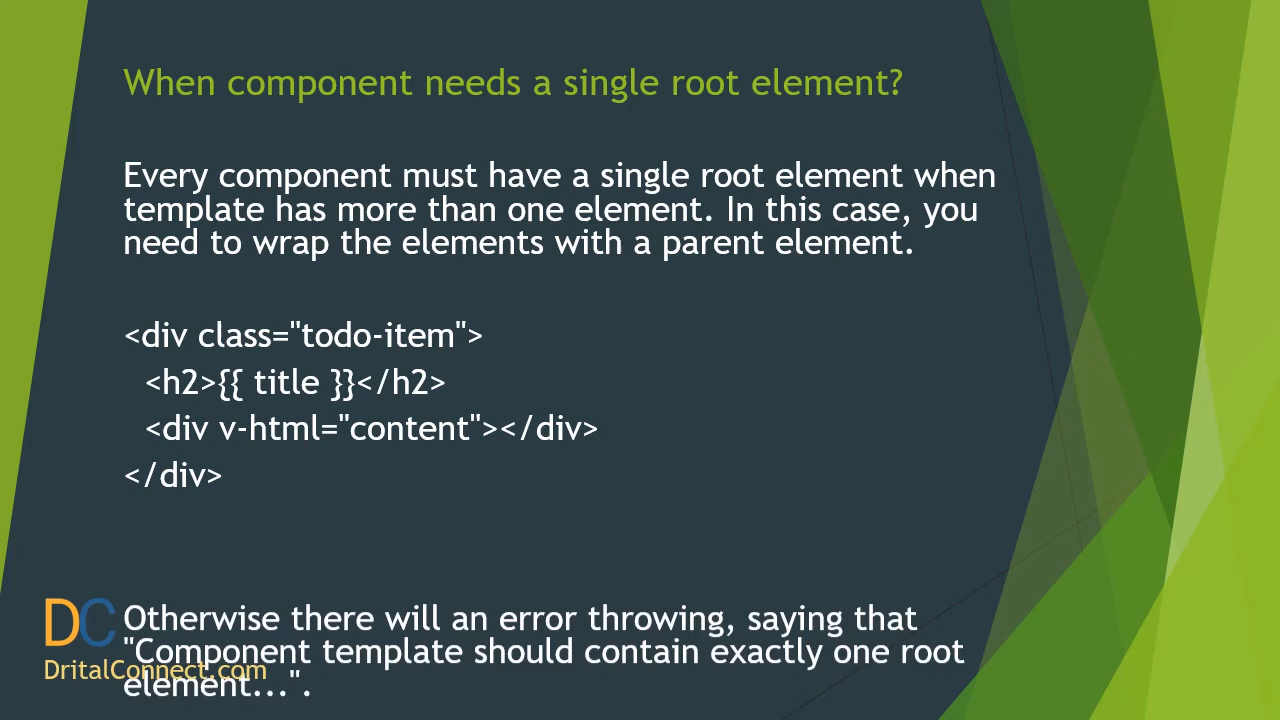 When component needs a single root element?
Every component must have a single root element when
template has more than one element. In this case, you
need to wrap the elements with a parent element.
<div class="todo-item">
<h2>{{ title }}</h2>
<div v-html="content"></div>
</div>
Otherwise there will an error throwing, saying that
"Component template should contain exactly one root
element...".
DC
DritalConnect.com